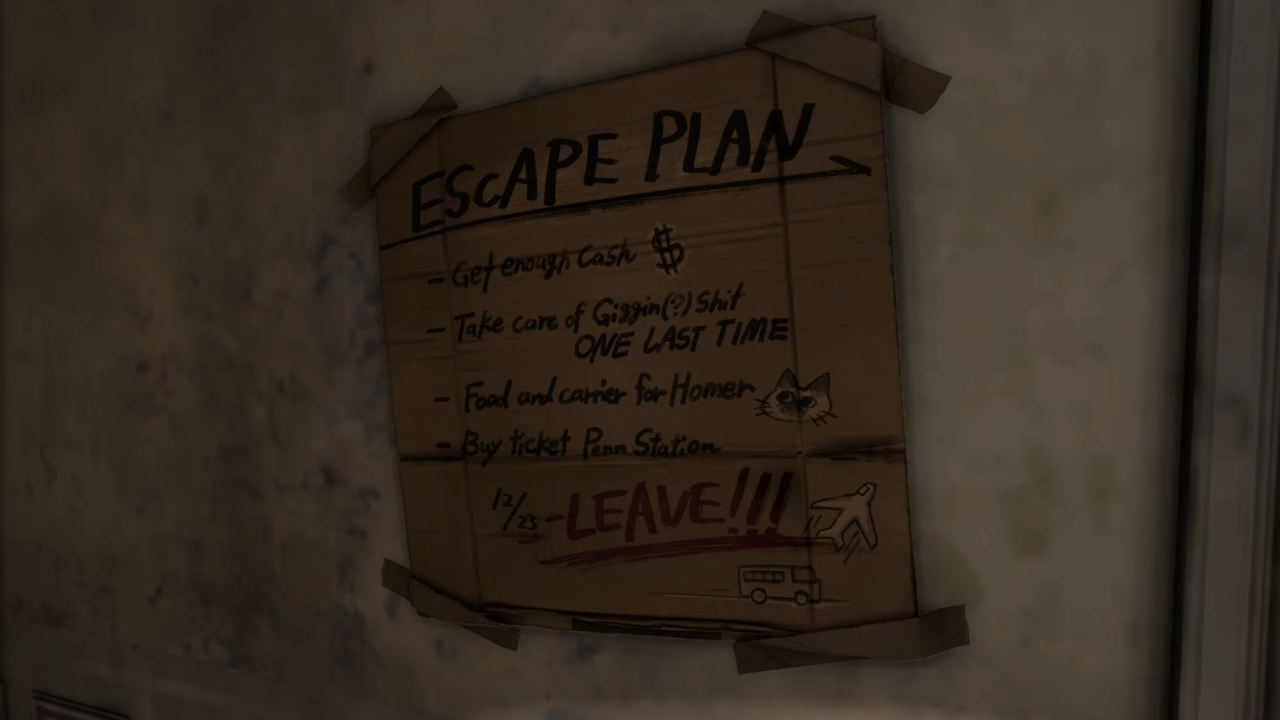 ESCAPE PLAN
- Get enough Cash $
- Take care of Giggin(?) Shit
ONE LAST TIME
- Food and carrier for Homer
- Buy ticket Penn Station
12/23 - LEAVE!!!